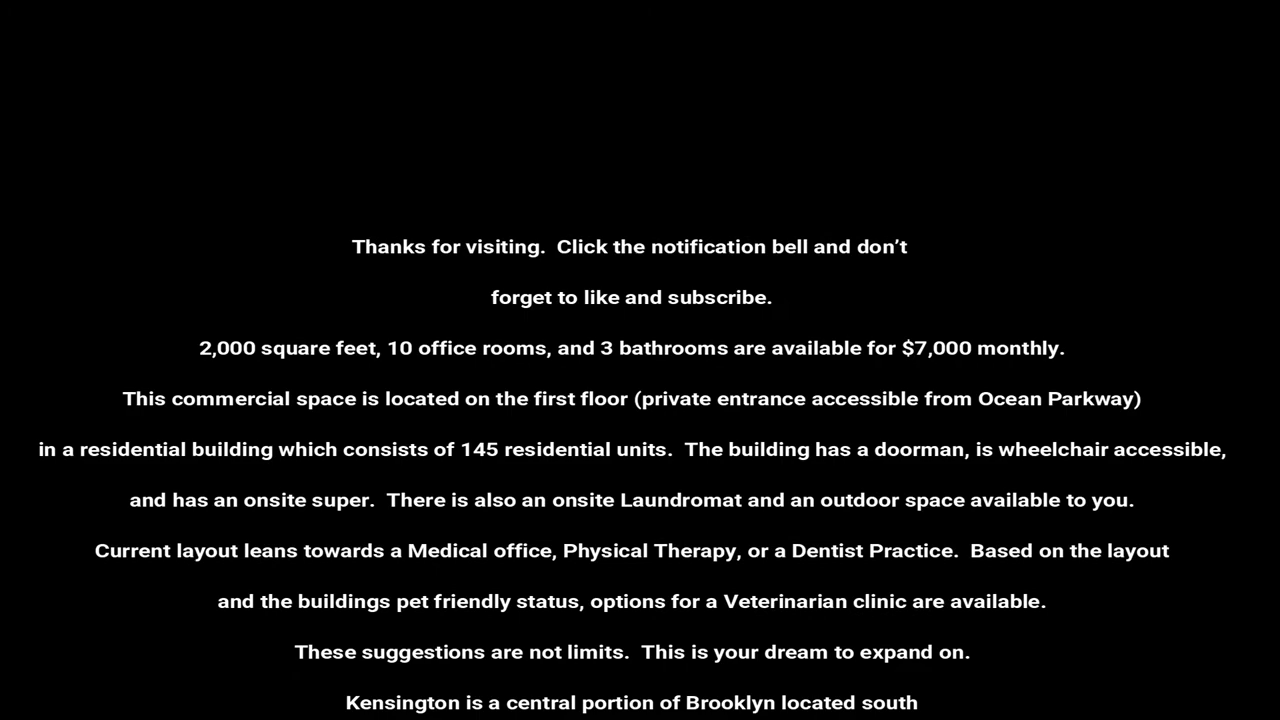 Thanks for visiting.  Click the notification bell and don’t
forget to like and subscribe.
2,000 square feet, 10 office rooms, and 3 bathrooms are available for $7,000 monthly.
This commercial space is located on the first floor (private entrance accessible from Ocean Parkway)
in a residential building which consists of 145 residential units.  The building has a doorman, is wheelchair accessible,
and has an onsite super.  There is also an onsite Laundromat and an outdoor space available to you.
Current layout leans towards a Medical office, Physical Therapy, or a Dentist Practice.  Based on the layout
and the buildings pet friendly status, options for a Veterinarian clinic are available.
These suggestions are not limits.  This is your dream to expand on.
Kensington is a central portion of Brooklyn located south